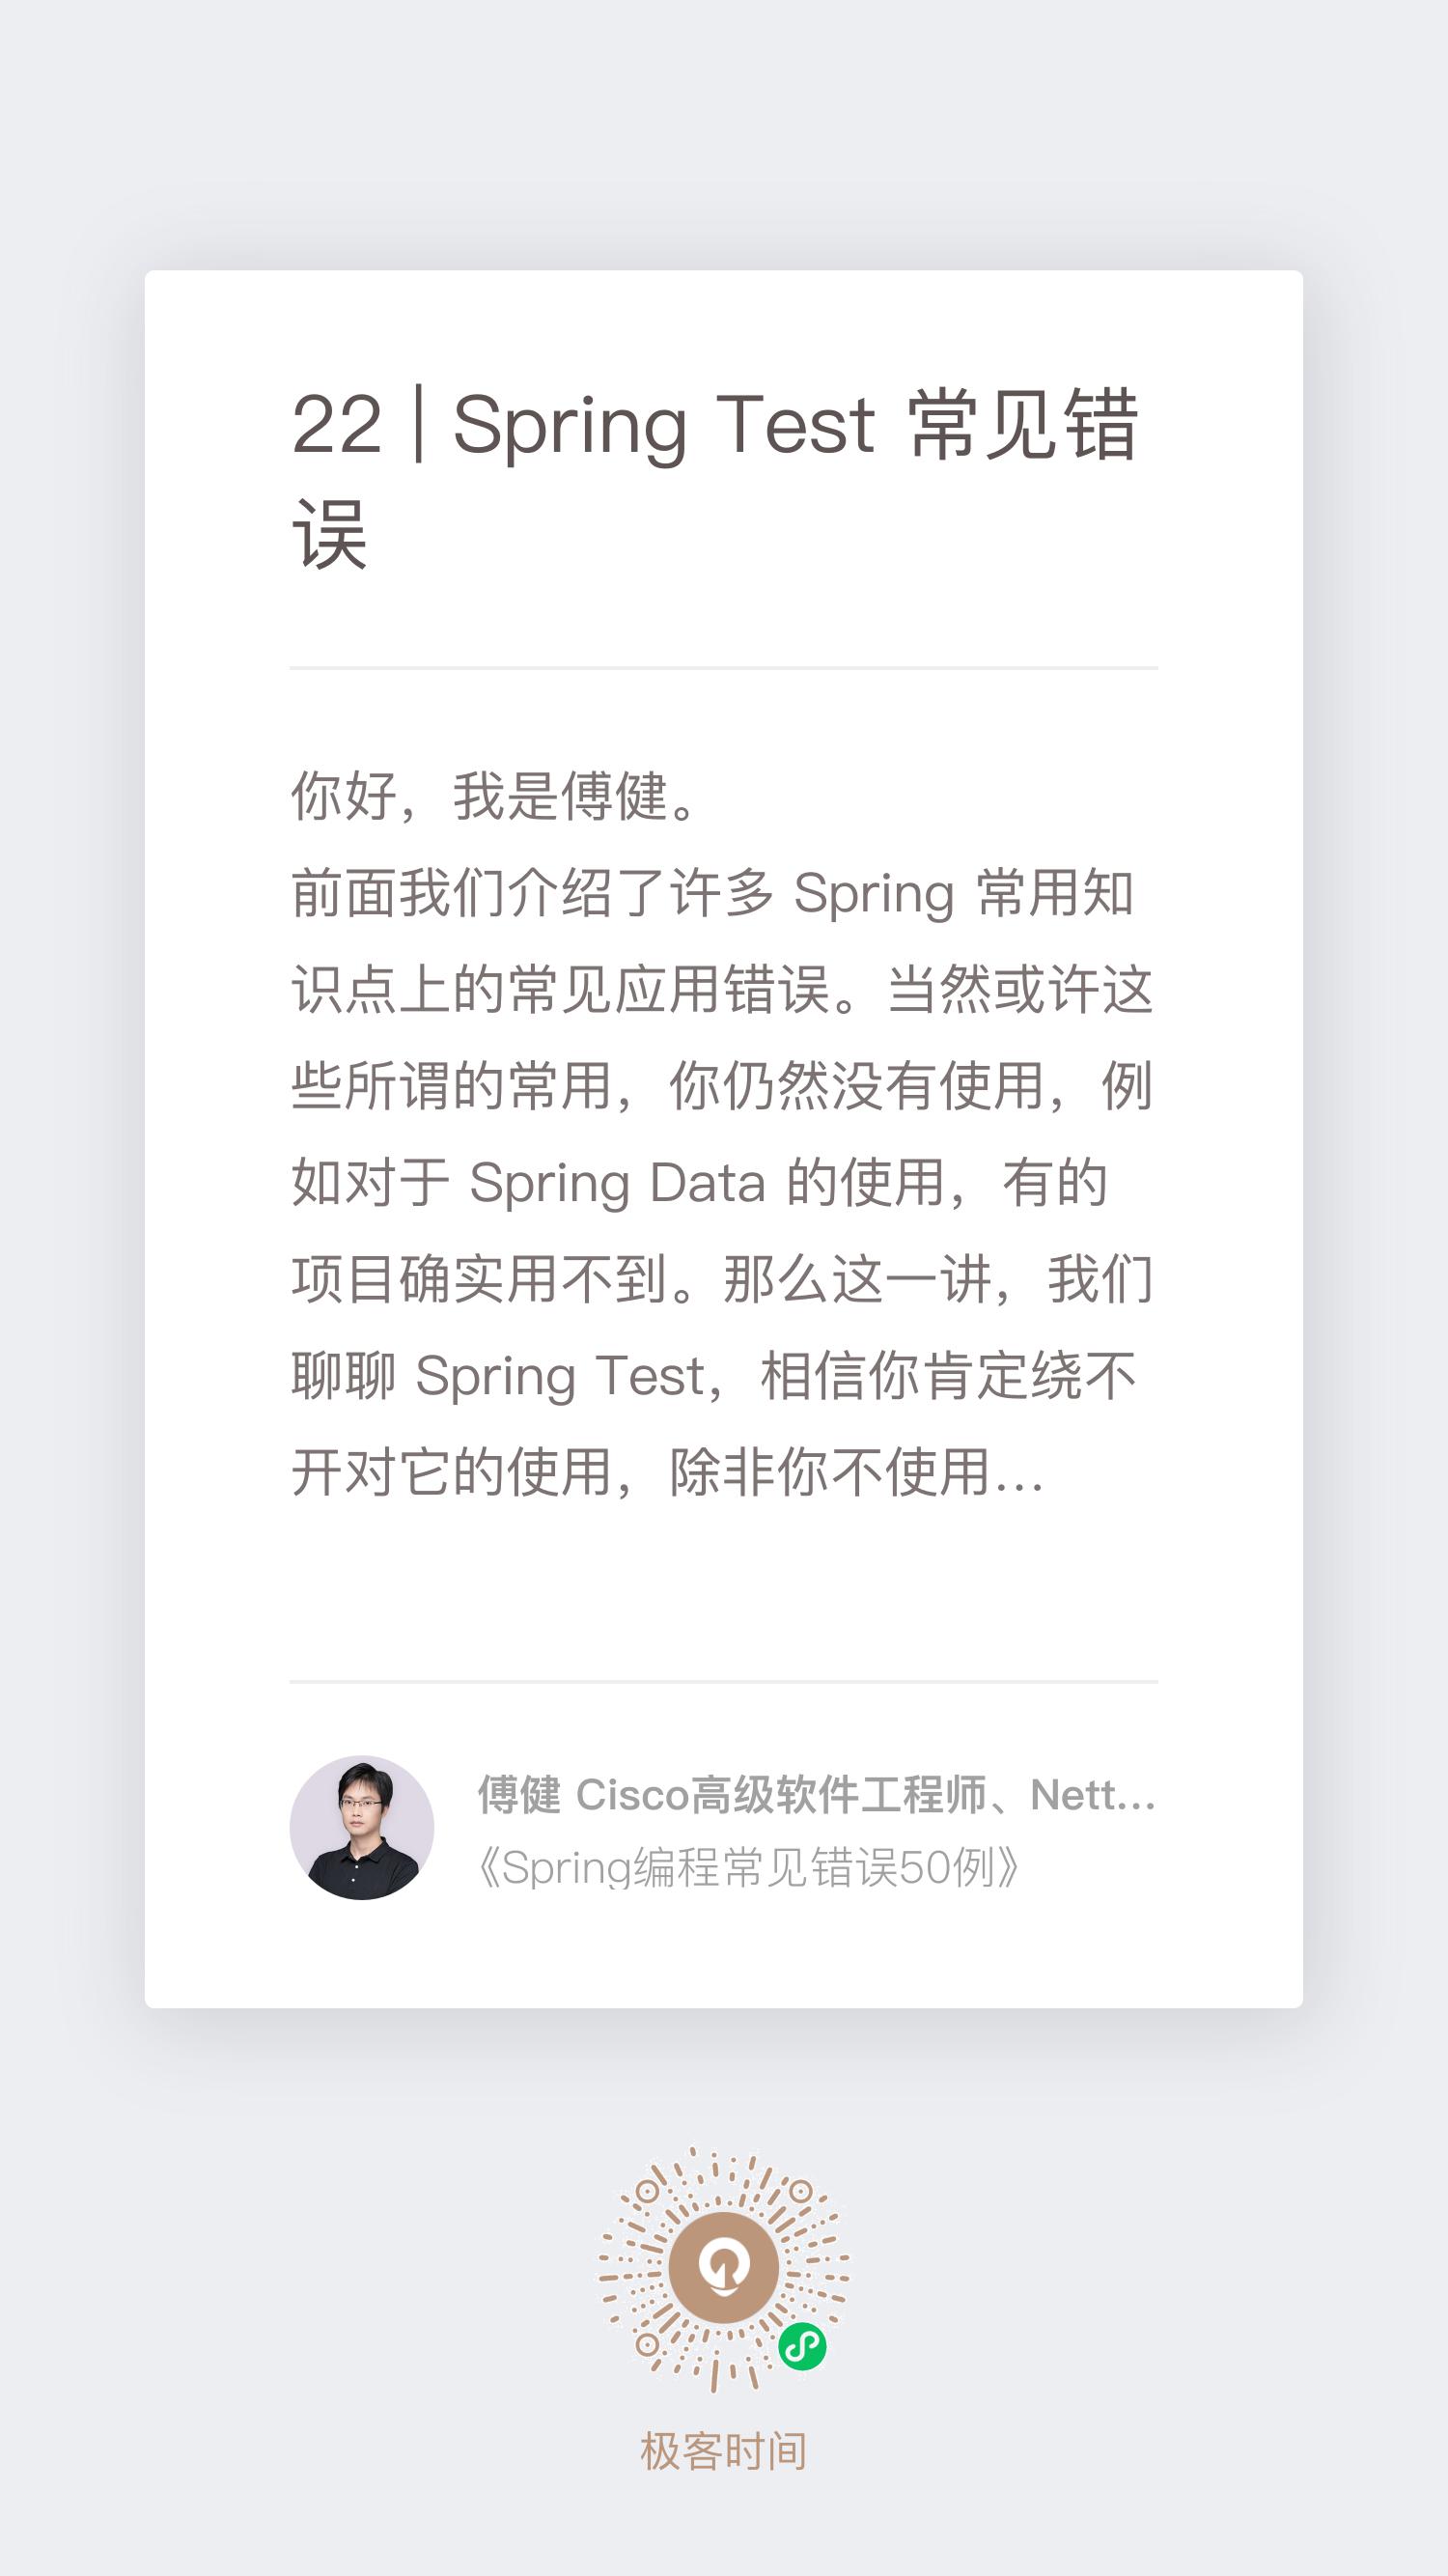 22 | Spring Test 常见错
误
你好，我是傅健。
前面我们介绍了许多 Spring 常用知
识点上的常见应用错误。当然或许这
些所谓的常用，你仍然没有使用，例
如对于 Spring Data 的使用，有的
项目确实用不到。那么这一讲，我们
聊聊 Spring Test，相信你肯定绕不
开对它的使用，除非你不使用...
傅健 Cisco高级软件工程师、Nett...
《Spring编程常见错误50例》
极客时间